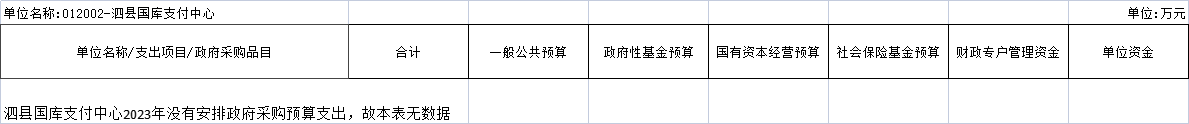 单位名称:012002-泗县国库支付中心 单位:万元
单位名称/支出项目/政府采购品目 合计 一般公共预算 政府性基金预算 国有资本经营预算 社会保险基金预算 财政专户管理资金 单位资金
泗县国库支付中心2023年没有安排政府采购预算支出，故本表无数据